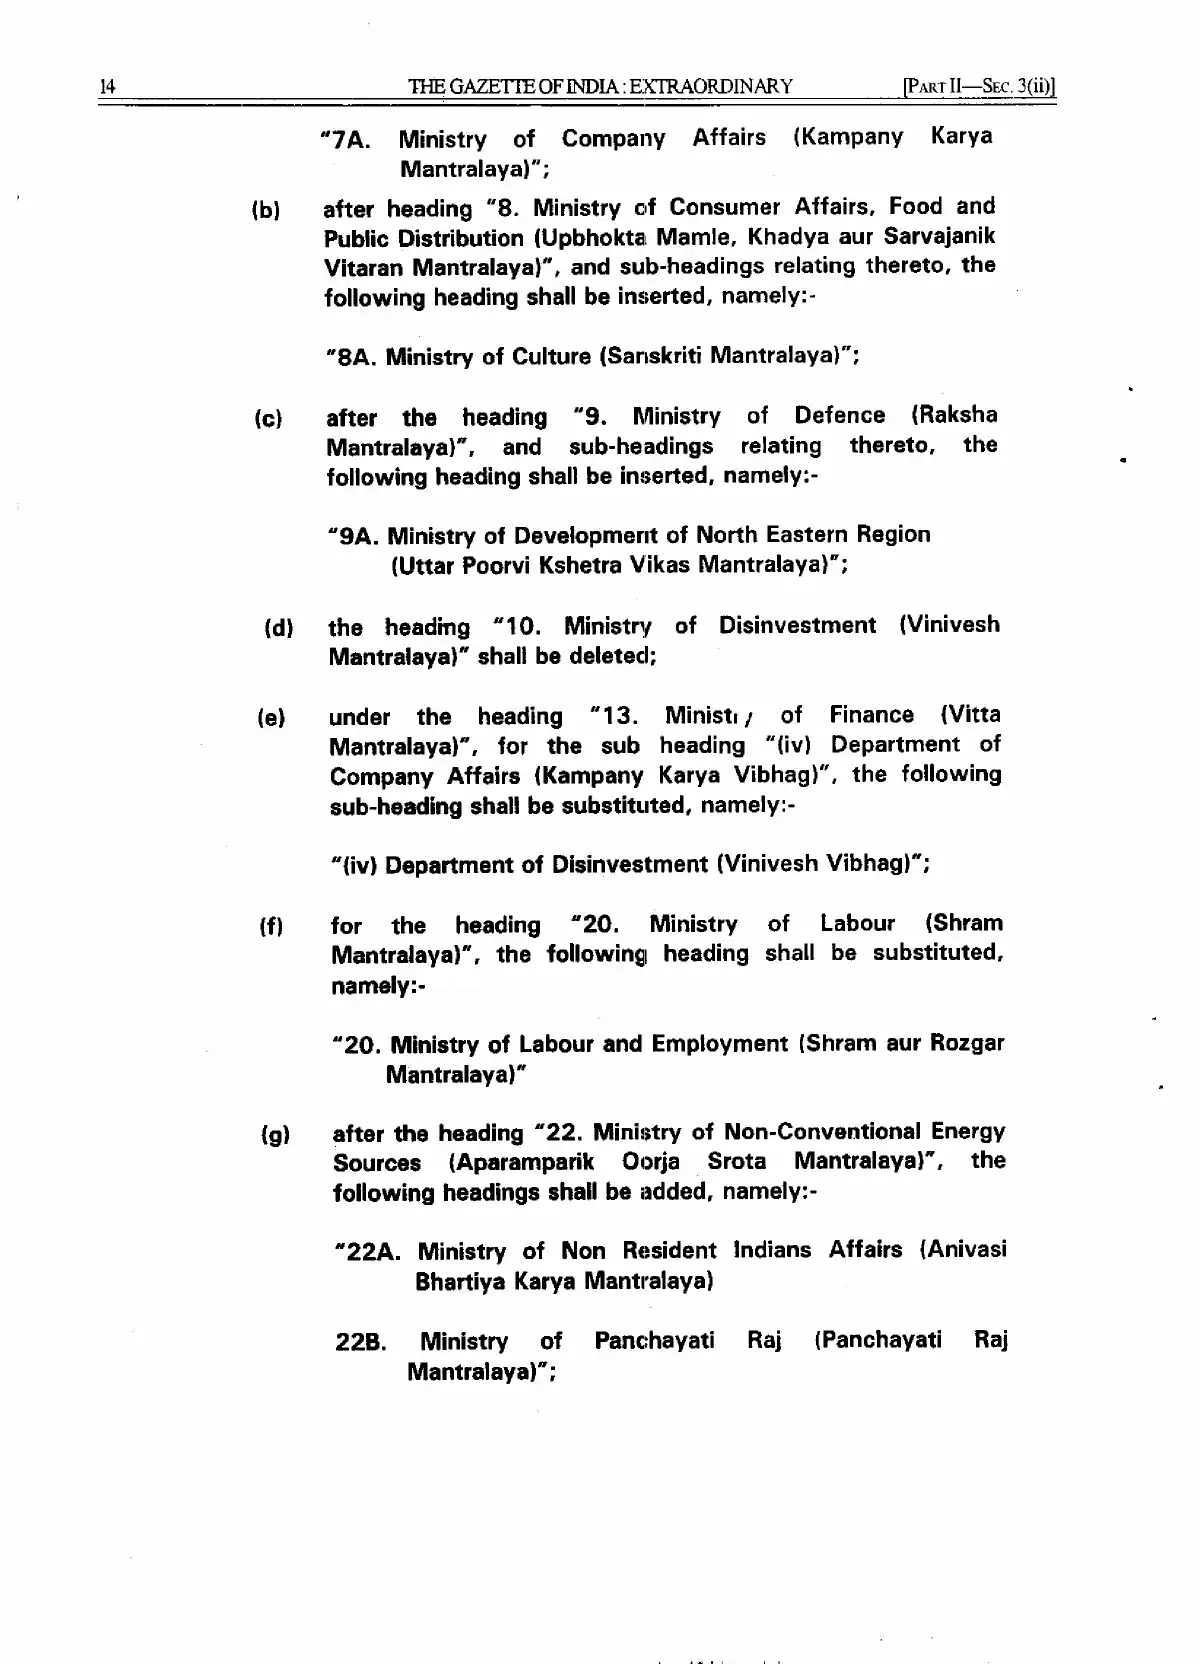 14 THE GAZETTE OF INDIA : EXTRAORDINARY [PART II—SEC. 3(ii)]
"7A. Ministry of Company Affairs (Kampany Karya
Mantralaya)";
(b) after heading "8. Ministry of Consumer Affairs, Food and
Public Distribution (Upbhokta Mamle, Khadya aur Sarvajanik
Vitaran Mantralaya)", and sub-headings relating thereto, the
following heading shall be inserted, namely:-
"8A. Ministry of Culture (Sanskriti Mantralaya)";
(c) after the heading "9. Ministry of Defence (Raksha
Mantralaya)", and sub-headings relating thereto, the
following heading shall be inserted, namely:-
"9A. Ministry of Development of North Eastern Region
(Uttar Poorvi Kshetra Vikas Mantralaya)";
(d) the heading "10. Ministry of Disinvestment (Vinivesh
Mantralaya)" shall be deleted;
(e) under the heading "13. Ministry of Finance (Vitta
Mantralaya)", for the sub heading "(iv) Department of
Company Affairs (Kampany Karya Vibhag)", the following
sub-heading shall be substituted, namely:-
"(iv) Department of Disinvestment (Vinivesh Vibhag)";
(f) for the heading "20. Ministry of Labour (Shram
Mantralaya)", the following heading shall be substituted,
namely:-
"20. Ministry of Labour and Employment (Shram aur Rozgar
Mantralaya)"
(g) after the heading "22. Ministry of Non-Conventional Energy
Sources (Aparamparik Oorja Srota Mantralaya)", the
following headings shall be added, namely:-
"22A. Ministry of Non Resident Indians Affairs (Anivasi
Bhartiya Karya Mantralaya)
22B. Ministry of Panchayati Raj (Panchayati Raj
Mantralaya)";